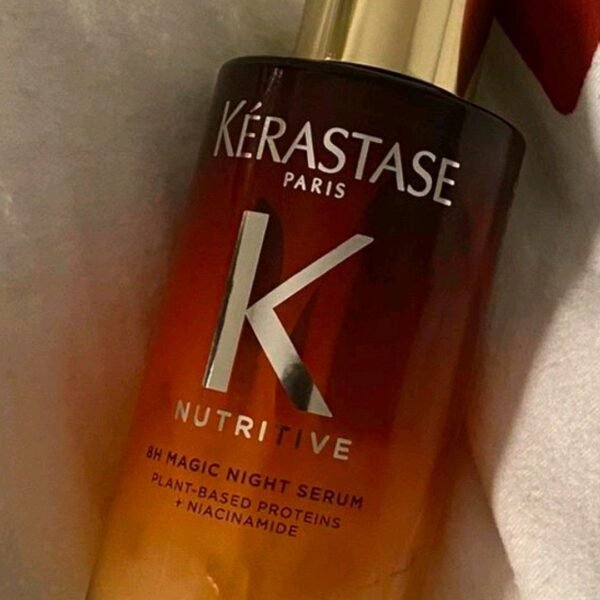 KÉRASTASE
PARIS
K
NUTRITIVE
8H MAGIC NIGHT SERUM
PLANT-BASED PROTEINS
+ NIACINAMIDE